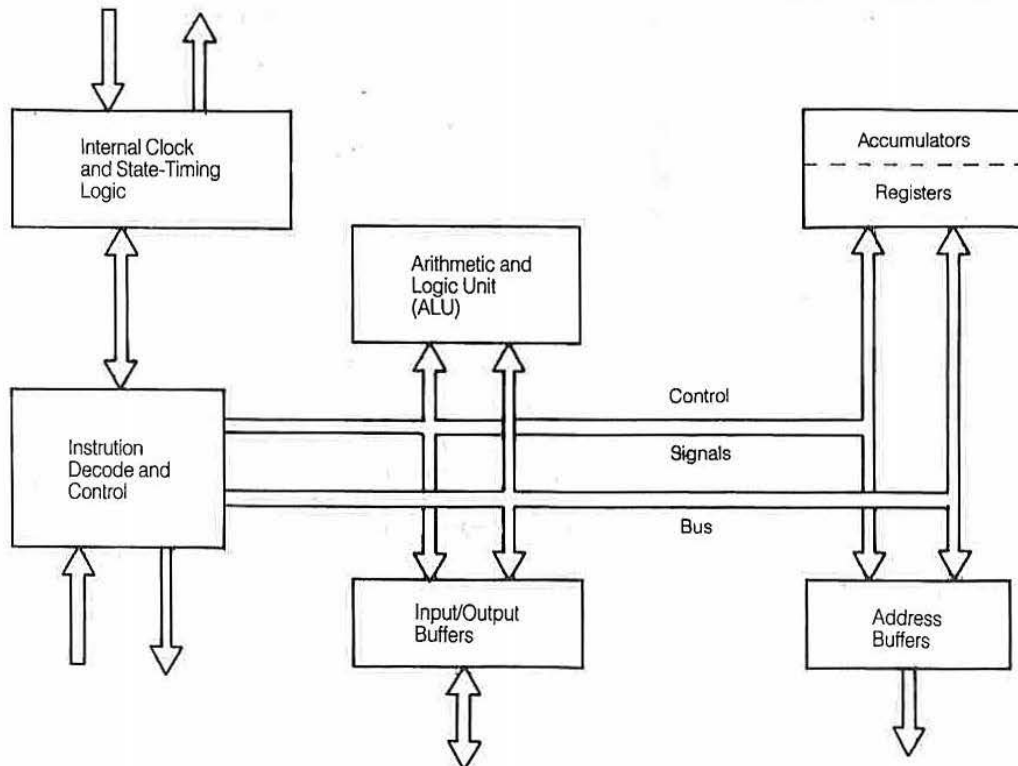 Internal Clock
and State-Timing
Logic
Accumulators
Registers
Arithmetic and
Logic Unit
(ALU)
Control
Signals
Instrution
Decode and
Control
Bus
Input/Output
Buffers
Address
Buffers